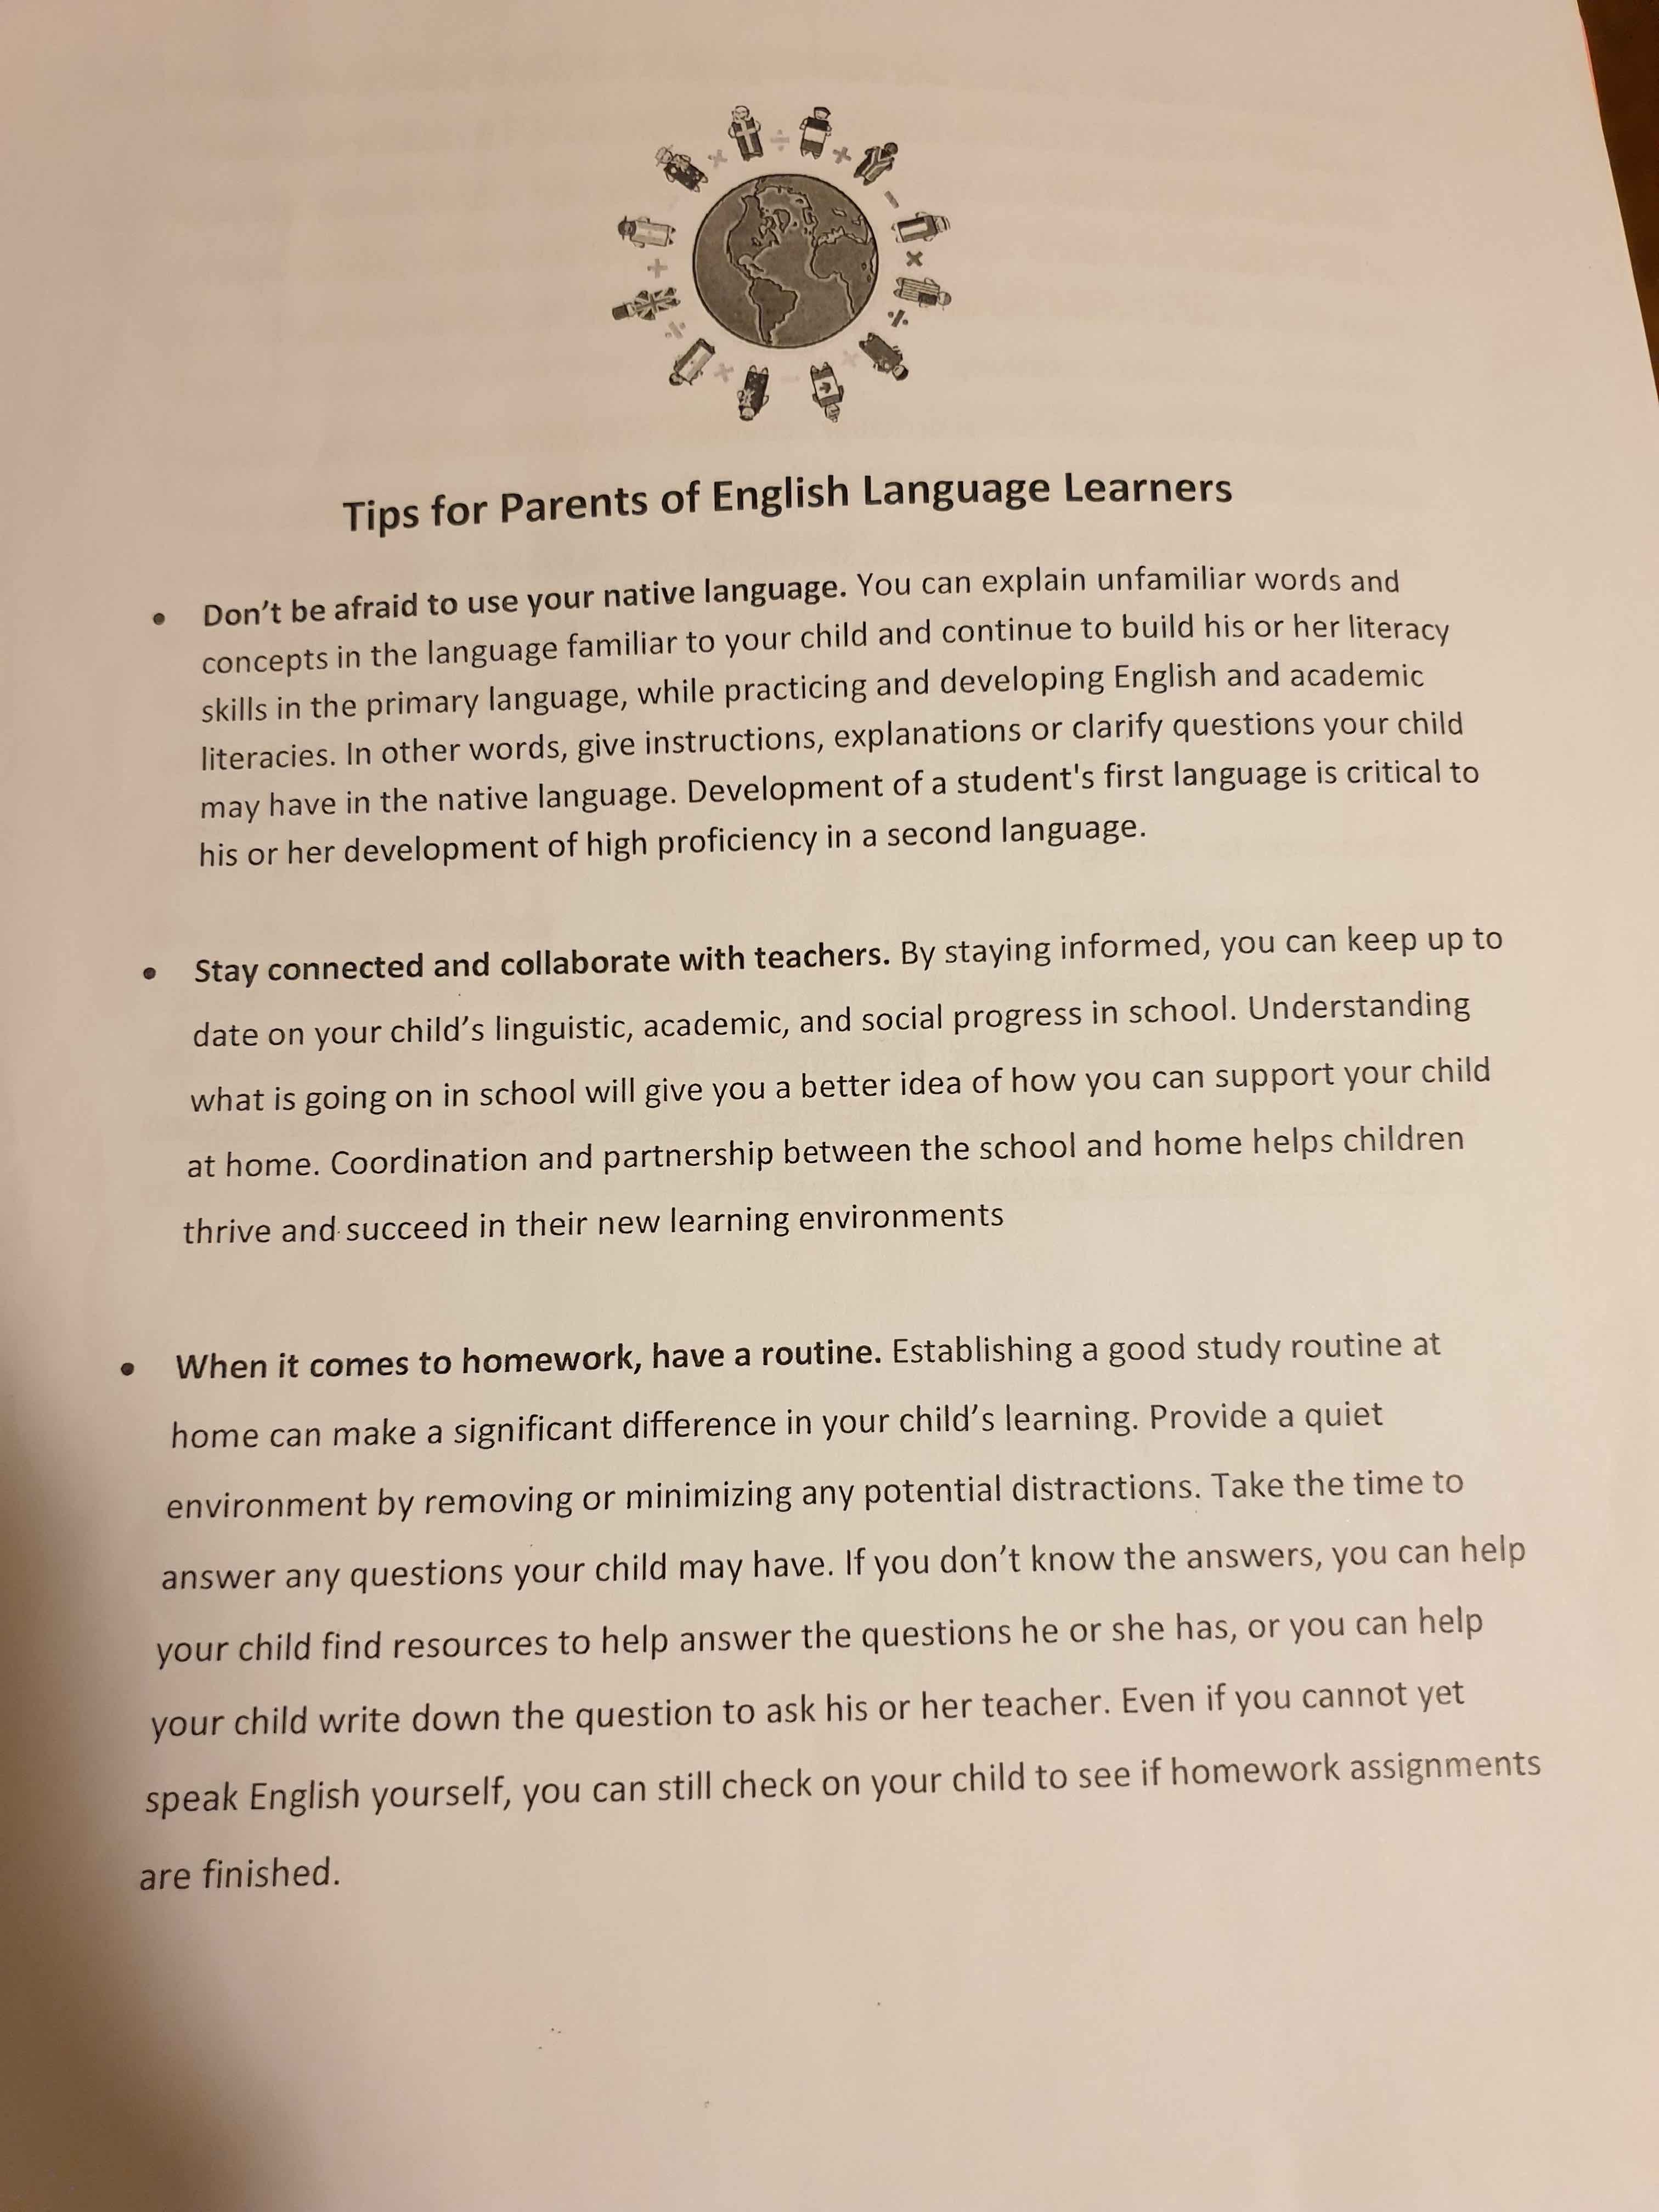 Tips for Parents of English Language Learners
• Don’t be afraid to use your native language. You can explain unfamiliar words and
concepts in the language familiar to your child and continue to build his or her literacy
skills in the primary language, while practicing and developing English and academic
literacies. In other words, give instructions, explanations or clarify questions your child
may have in the native language. Development of a student's first language is critical to
his or her development of high proficiency in a second language.
• Stay connected and collaborate with teachers. By staying informed, you can keep up to
date on your child’s linguistic, academic, and social progress in school. Understanding
what is going on in school will give you a better idea of how you can support your child
at home. Coordination and partnership between the school and home helps children
thrive and succeed in their new learning environments
• When it comes to homework, have a routine. Establishing a good study routine at
home can make a significant difference in your child’s learning. Provide a quiet
environment by removing or minimizing any potential distractions. Take the time to
answer any questions your child may have. If you don’t know the answers, you can help
your child find resources to help answer the questions he or she has, or you can help
your child write down the question to ask his or her teacher. Even if you cannot yet
speak English yourself, you can still check on your child to see if homework assignments
are finished.